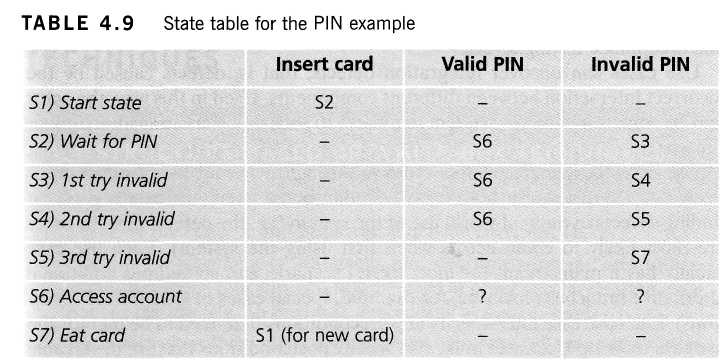 TABLE 4.9 State table for the PIN example
Insert card Valid PIN Invalid PIN
S1) Start state S2 – –
S2) Wait for PIN – S6 S3
S3) 1st try invalid – S6 S4
S4) 2nd try invalid – S6 S5
S5) 3rd try invalid – – S7
S6) Access account – ? ?
S7) Eat card S1 (for new card) – –